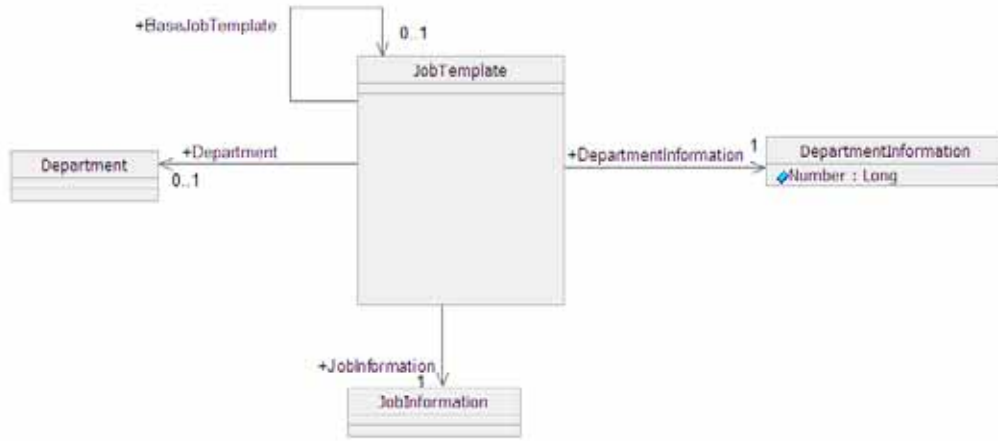 +BaseJobTemplate
0..1
JobTemplate
+Department
0..1
Department
+DepartmentInformation
1
DepartmentInformation
Number : Long
+JobInformation
1
JobInformation